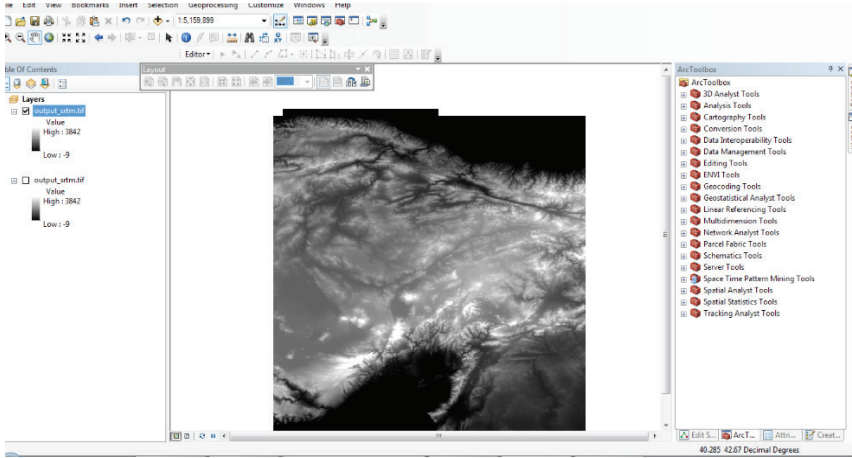 File Edit View Bookmarks Insert Selection Geoprocessing Customize Windows Help
1:5,159,899
Editor
Table Of Contents
Layers
output_srtm.tif
Value
High : 3842
Low : -9
output_srtm.tif
Value
High : 3842
Low : -9
Layout
ArcToolbox
ArcToolbox
3D Analyst Tools
Analysis Tools
Cartography Tools
Conversion Tools
Data Interoperability Tools
Data Management Tools
Editing Tools
ENVI Tools
Geocoding Tools
Geostatistical Analyst Tools
Linear Referencing Tools
Multidimension Tools
Network Analyst Tools
Parcel Fabric Tools
Schematics Tools
Server Tools
Space Time Pattern Mining Tools
Spatial Analyst Tools
Spatial Statistics Tools
Tracking Analyst Tools
Edit S... ArcT... Attri... Creat...
40.285 42.67 Decimal Degrees